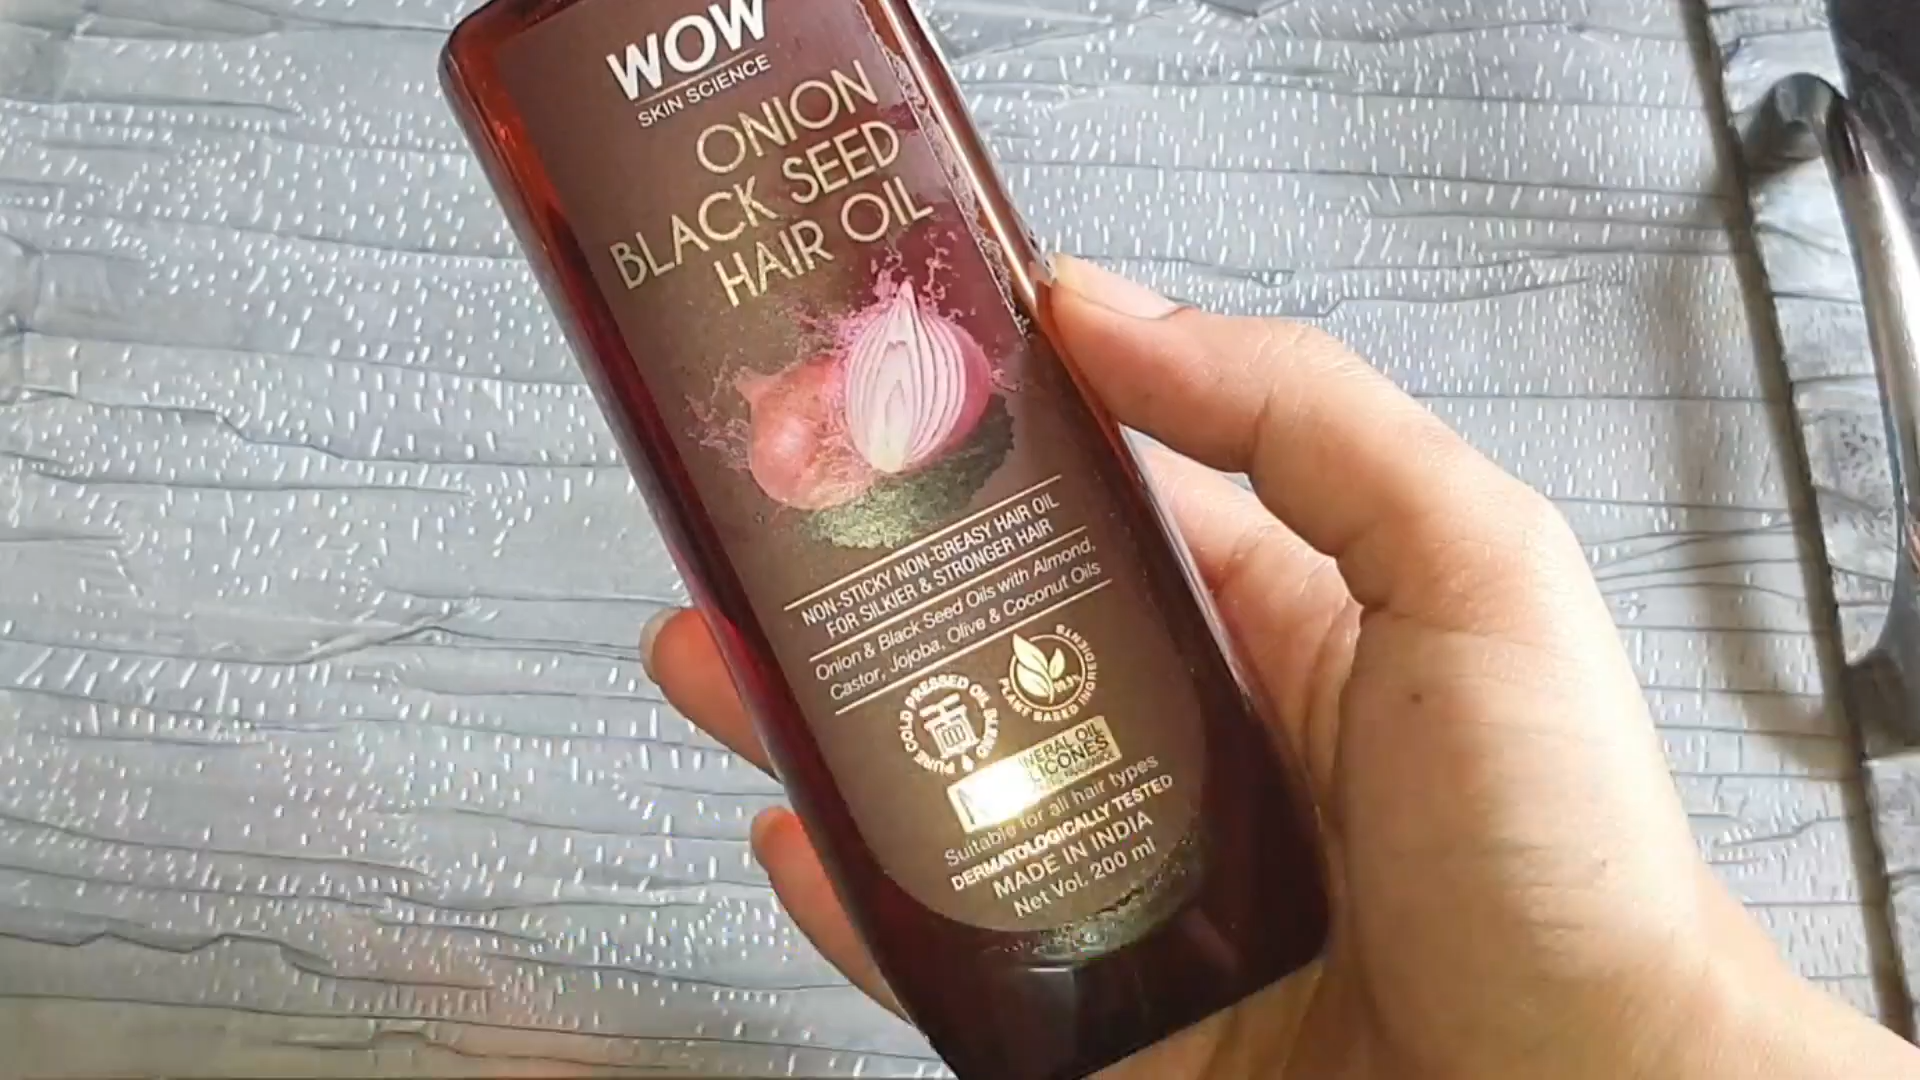 WOW
SKIN SCIENCE
ONION
BLACK SEED
HAIR OIL
NON-STICKY NON-GREASY HAIR OIL
FOR SILKIER & STRONGER HAIR
Onion & Black Seed Oils with Almond,
Castor, Jojoba, Olive & Coconut Oils
PURE COLD PRESSED OIL BLEND
PLANT BASED INGREDIENTS
OIL
Suitable for all hair types
DERMATOLOGICALLY TESTED
MADE IN INDIA
Net Vol. 200 ml